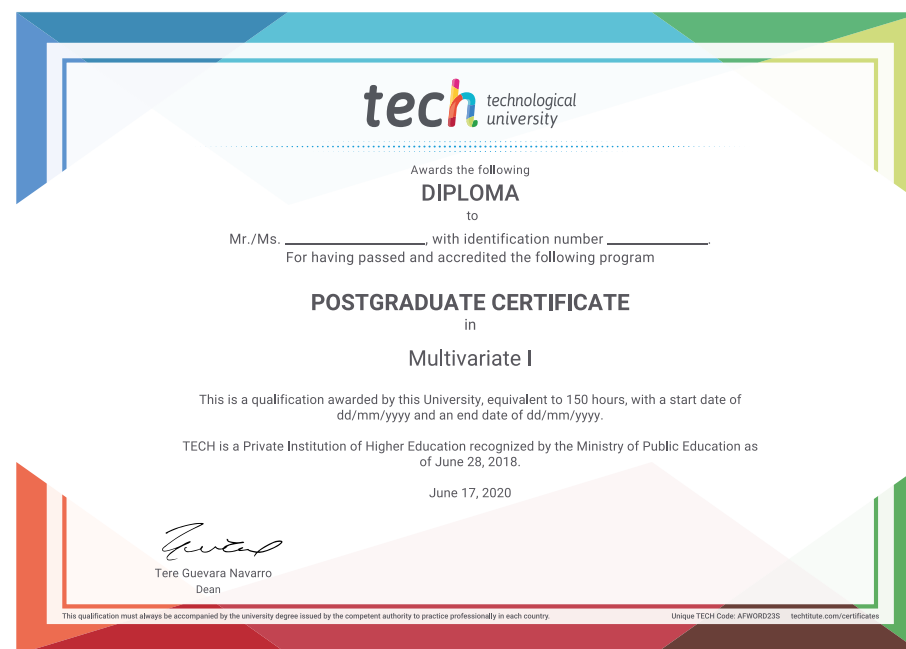 tech technological
university
Awards the following
DIPLOMA
to
Mr./Ms. ____________________, with identification number ______________.
For having passed and accredited the following program
POSTGRADUATE CERTIFICATE
in
Multivariate I
This is a qualification awarded by this University, equivalent to 150 hours, with a start date of
dd/mm/yyyy and an end date of dd/mm/yyyy.
TECH is a Private Institution of Higher Education recognized by the Ministry of Public Education as
of June 28, 2018.
June 17, 2020
Tere Guevara Navarro
Dean
This qualification must always be accompanied by the university degree issued by the competent authority to practice professionally in each country.
Unique TECH Code: AFWORD23S techtitute.com/certificates